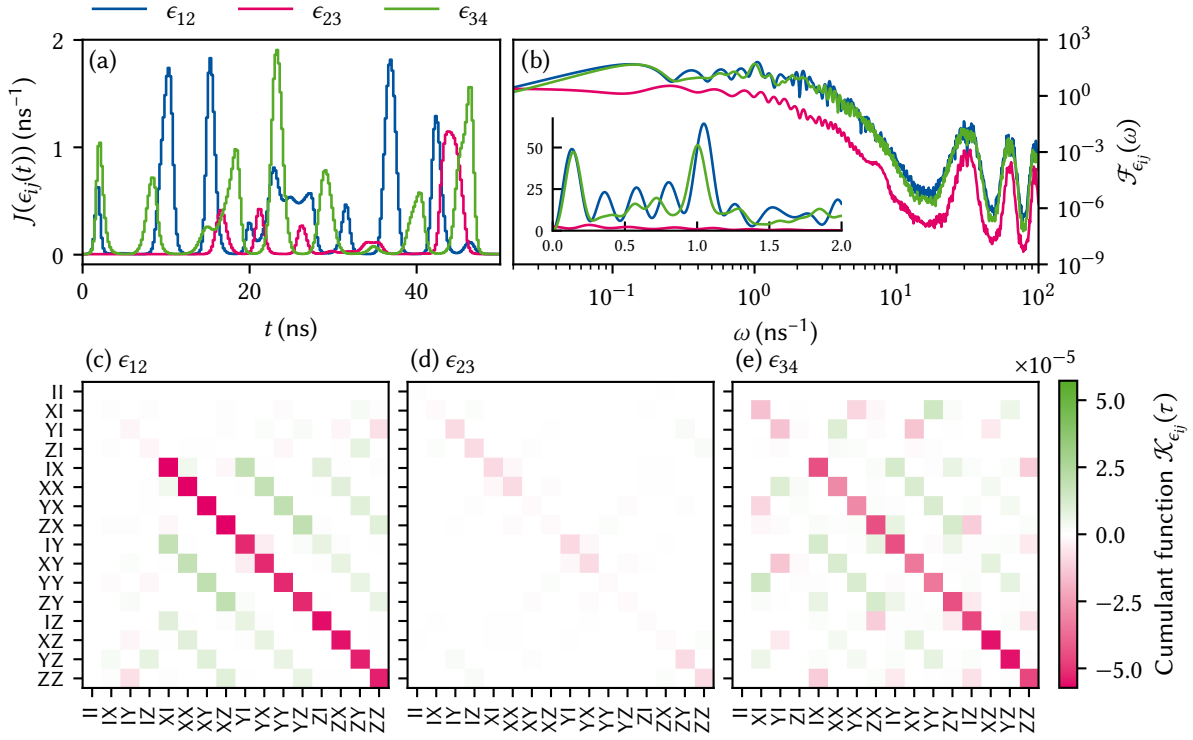 ϵ₁₂ ϵ₂₃ ϵ₃₄
(a)
2
1
0
J(ϵᵢⱼ(t)) (ns⁻¹)
0 20 40
t (ns)
(b)
10³
10⁰
10⁻³
10⁻⁶
10⁻⁹
ℱ_{ϵᵢⱼ}(ω)
50
25
0
0.0 0.5 1.0 1.5 2.0
10⁻¹ 10⁰ 10¹ 10²
ω (ns⁻¹)
(c) ϵ₁₂
(d) ϵ₂₃
(e) ϵ₃₄
×10⁻⁵
II
XI
YI
ZI
IX
XX
YX
ZX
IY
XY
YY
ZY
IZ
XZ
YZ
ZZ
II IX IY IZ XI XX XY XZ YI YX YY YZ ZI ZX ZY ZZ
II IX IY IZ XI XX XY XZ YI YX YY YZ ZI ZX ZY ZZ
II XI YI ZI IX XX YX ZX IY XY YY ZY IZ XZ YZ ZZ
5.0
2.5
0.0
−2.5
−5.0
Cumulant function 𝒦_{ϵᵢⱼ}(τ)